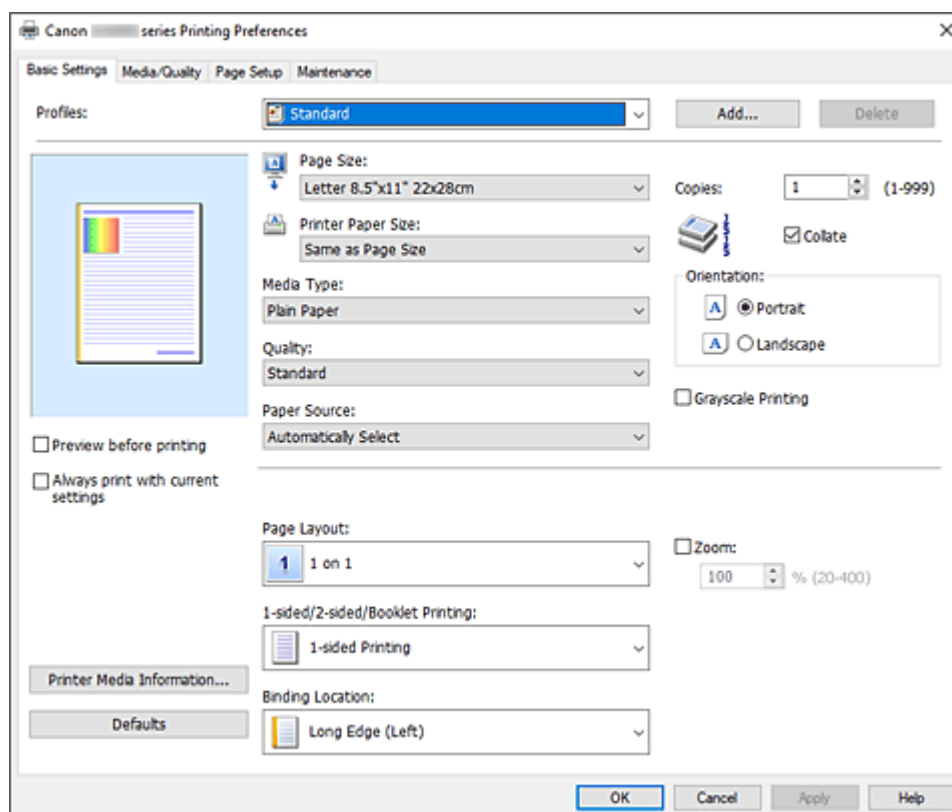 Canon series Printing Preferences
Basic Settings Media/Quality Page Setup Maintenance
Profiles: Standard Add... Delete
Page Size:
Letter 8.5"x11" 22x28cm
Copies: 1 (1-999)
Printer Paper Size:
Same as Page Size
Collate
Media Type:
Plain Paper
Orientation:
Portrait
Landscape
Quality:
Standard
Grayscale Printing
Paper Source:
Automatically Select
Preview before printing
Always print with current
settings
Page Layout:
1 1 on 1
Zoom:
100 % (20-400)
1-sided/2-sided/Booklet Printing:
1-sided Printing
Printer Media Information...
Defaults
Binding Location:
Long Edge (Left)
OK Cancel Apply Help